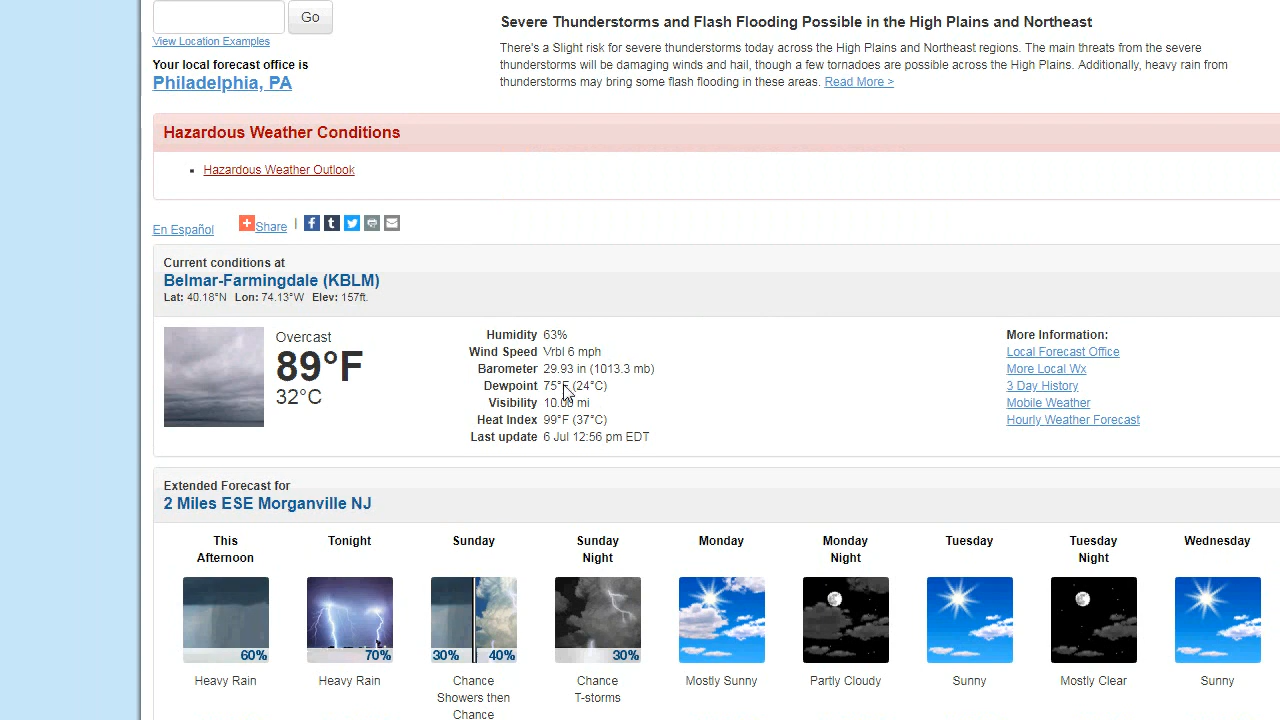 Go
View Location Examples
Your local forecast office is
Philadelphia, PA
Severe Thunderstorms and Flash Flooding Possible in the High Plains and Northeast
There's a Slight risk for severe thunderstorms today across the High Plains and Northeast regions. The main threats from the severe
thunderstorms will be damaging winds and hail, though a few tornadoes are possible across the High Plains. Additionally, heavy rain from
thunderstorms may bring some flash flooding in these areas. Read More >
Hazardous Weather Conditions
Hazardous Weather Outlook
En Español
Share
Current conditions at
Belmar-Farmingdale (KBLM)
Lat: 40.18°N Lon: 74.13°W Elev: 157ft.
Overcast
89°F
32°C
Humidity 63%
Wind Speed Vrbl 6 mph
Barometer 29.93 in (1013.3 mb)
Dewpoint 75°F (24°C)
Visibility 10.00 mi
Heat Index 99°F (37°C)
Last update 6 Jul 12:56 pm EDT
More Information:
Local Forecast Office
More Local Wx
3 Day History
Mobile Weather
Hourly Weather Forecast
Extended Forecast for
2 Miles ESE Morganville NJ
This
Afternoon
60%
Heavy Rain
Tonight
70%
Heavy Rain
Sunday
30% 40%
Chance
Showers then
Chance
Sunday
Night
30%
Chance
T-storms
Monday
Mostly Sunny
Monday
Night
Partly Cloudy
Tuesday
Sunny
Tuesday
Night
Mostly Clear
Wednesday
Sunny